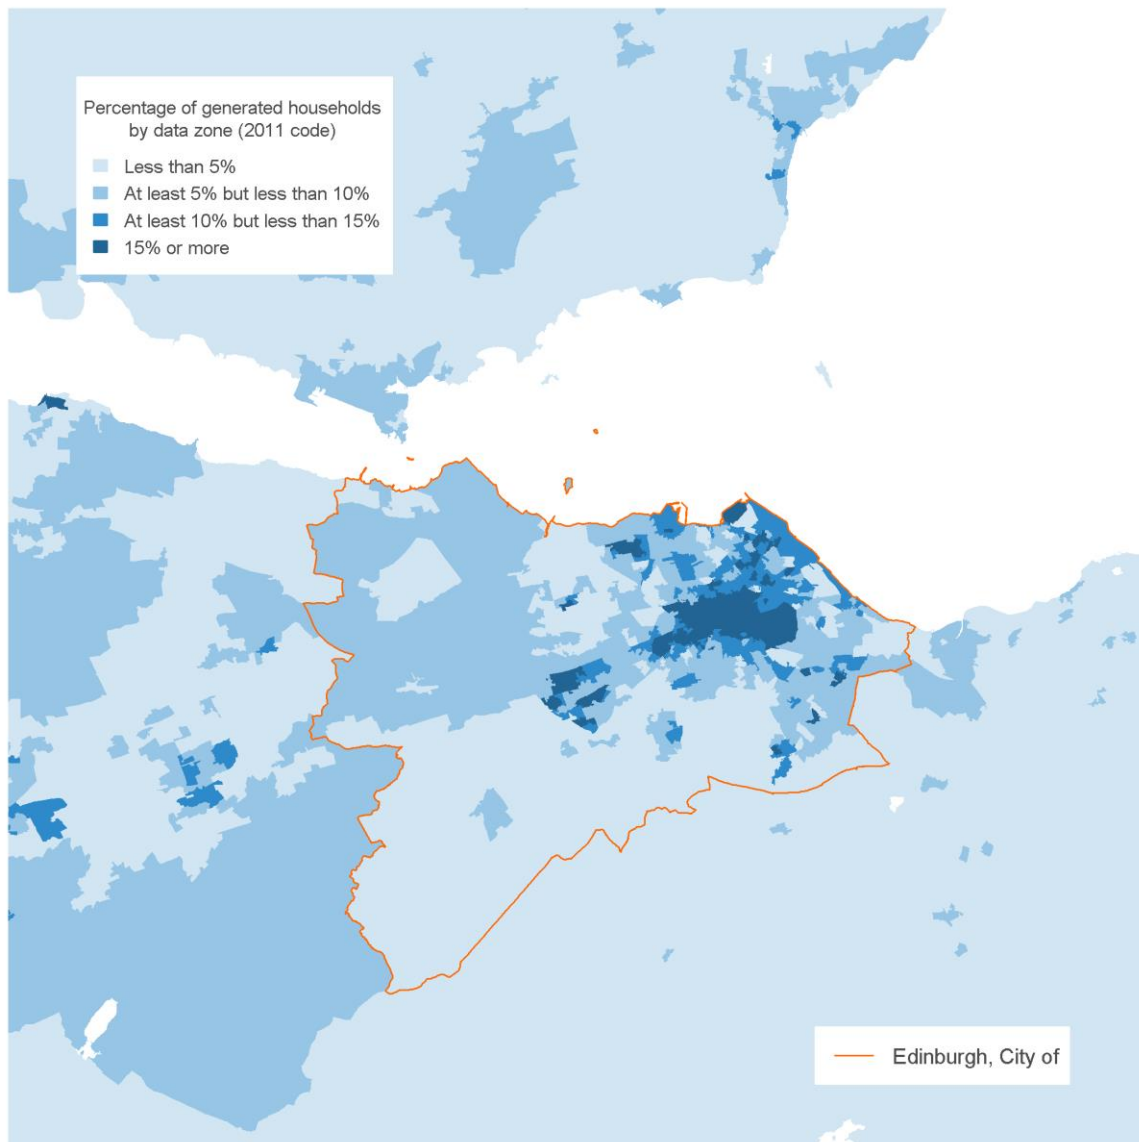 Percentage of generated households
by data zone (2011 code)
Less than 5%
At least 5% but less than 10%
At least 10% but less than 15%
15% or more
Edinburgh, City of